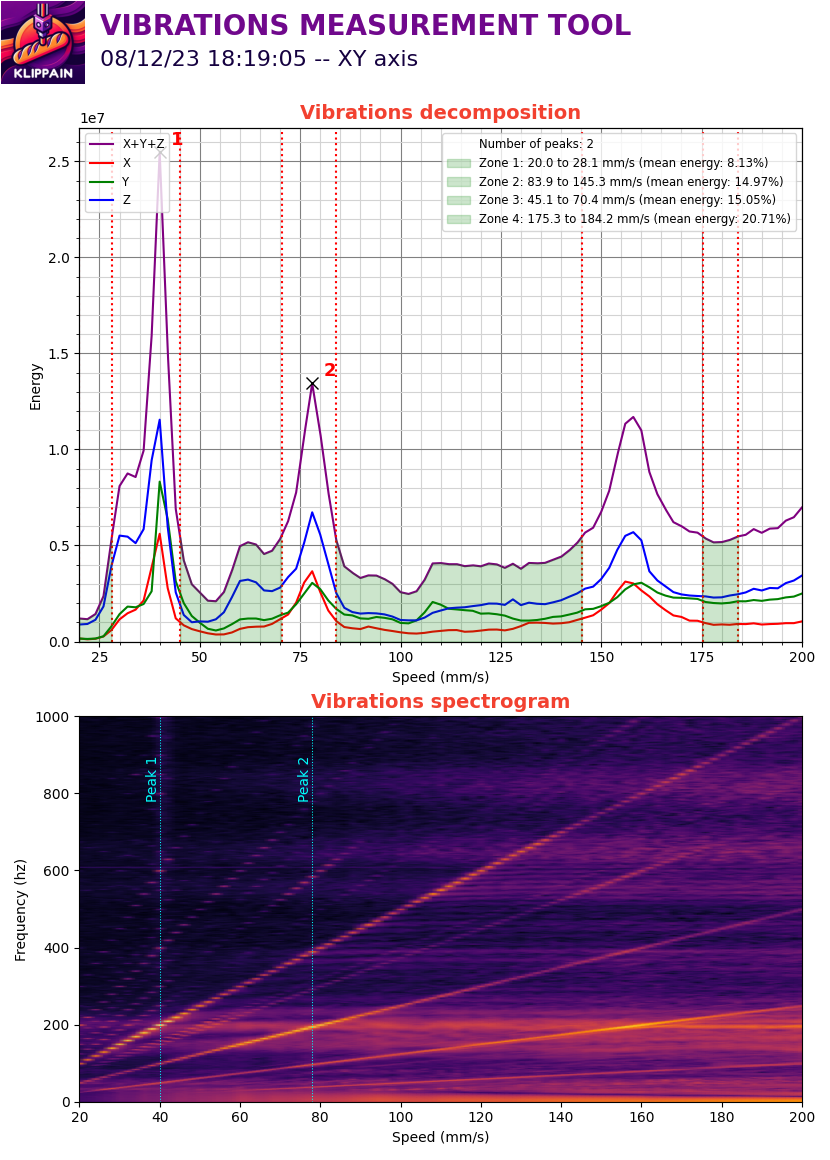 KLIPPAIN
VIBRATIONS MEASUREMENT TOOL
08/12/23 18:19:05 -- XY axis
Vibrations decomposition
1e7
X+Y+Z
X
Y
Z
1
2
Number of peaks: 2
Zone 1: 20.0 to 28.1 mm/s (mean energy: 8.13%)
Zone 2: 83.9 to 145.3 mm/s (mean energy: 14.97%)
Zone 3: 45.1 to 70.4 mm/s (mean energy: 15.05%)
Zone 4: 175.3 to 184.2 mm/s (mean energy: 20.71%)
2.5
2.0
1.5
1.0
0.5
0.0
Energy
25 50 75 100 125 150 175 200
Speed (mm/s)
Vibrations spectrogram
Peak 1
Peak 2
1000
800
600
400
200
0
Frequency (hz)
20 40 60 80 100 120 140 160 180 200
Speed (mm/s)